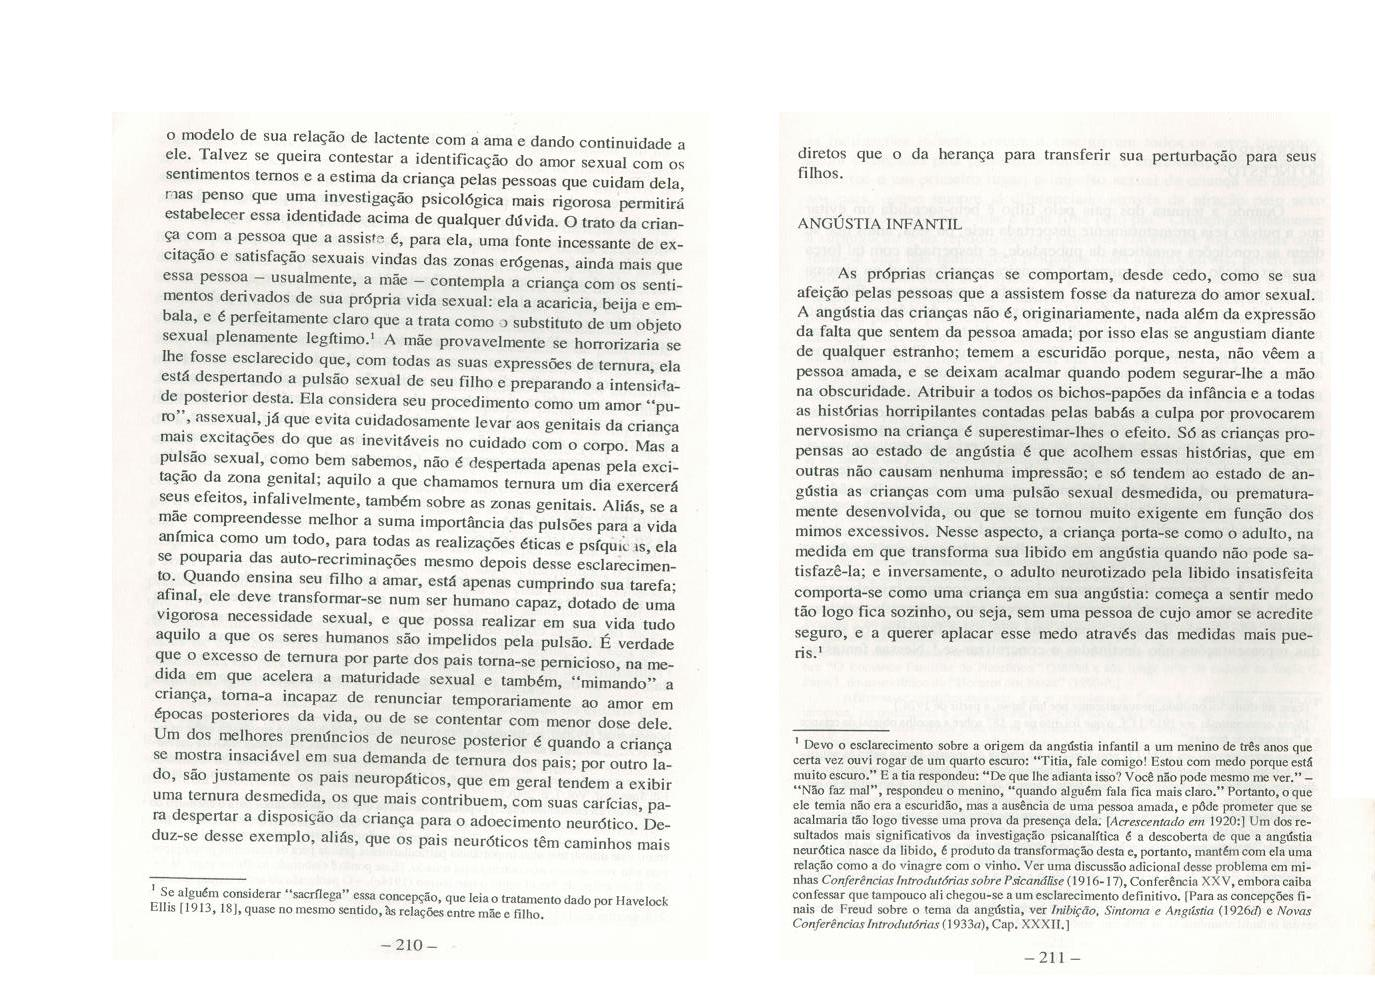 o modelo de sua relação de lactente com a ama e dando continuidade a
ele. Talvez se queira contestar a identificação do amor sexual com os
sentimentos ternos e a estima da criança pelas pessoas que cuidam dela,
mas penso que uma investigação psicológica mais rigorosa permitirá
estabelecer essa identidade acima de qualquer dúvida. O trato da crian-
ça com a pessoa que a assiste é, para ela, uma fonte incessante de ex-
citação e satisfação sexuais vindas das zonas erógenas, ainda mais que
essa pessoa – usualmente, a mãe – contempla a criança com os senti-
mentos derivados de sua própria vida sexual: ela a acaricia, beija e em-
bala, e é perfeitamente claro que a trata como o substituto de um objeto
sexual plenamente legítimo.¹ A mãe provavelmente se horrorizaria se
lhe fosse esclarecido que, com todas as suas expressões de ternura, ela
está despertando a pulsão sexual de seu filho e preparando a intensida-
de posterior desta. Ela considera seu procedimento como um amor “pu-
ro”, assexual, já que evita cuidadosamente levar aos genitais da criança
mais excitações do que as inevitáveis no cuidado com o corpo. Mas a
pulsão sexual, como bem sabemos, não é despertada apenas pela exci-
tação da zona genital; aquilo a que chamamos ternura um dia exercerá
seus efeitos, infalivelmente, também sobre as zonas genitais. Aliás, se a
mãe compreendesse melhor a suma importância das pulsões para a vida
anímica como um todo, para todas as realizações éticas e psíquicas, ela
se pouparia das auto-recriminações mesmo depois desse esclarecimen-
to. Quando ensina seu filho a amar, está apenas cumprindo sua tarefa;
afinal, ele deve transformar-se num ser humano capaz, dotado de uma
vigorosa necessidade sexual, e que possa realizar em sua vida tudo
aquilo a que os seres humanos são impelidos pela pulsão. É verdade
que o excesso de ternura por parte dos pais torna-se pernicioso, na me-
dida em que acelera a maturidade sexual e também, “mimando” a
criança, torna-a incapaz de renunciar temporariamente ao amor em
épocas posteriores da vida, ou de se contentar com menor dose dele.
Um dos melhores prenúncios de neurose posterior é quando a criança
se mostra insaciável em sua demanda de ternura dos pais; por outro la-
do, são justamente os pais neuropáticos, que em geral tendem a exibir
uma ternura desmedida, os que mais contribuem, com suas carícias, pa-
ra despertar a disposição da criança para o adoecimento neurótico. De-
duz-se desse exemplo, aliás, que os pais neuróticos têm caminhos mais
¹ Se alguém considerar “sacrílega” essa concepção, que leia o tratamento dado por Havelock
Ellis [1913, 18], quase no mesmo sentido, às relações entre mãe e filho.
– 210 –
diretos que o da herança para transferir sua perturbação para seus
filhos.
ANGÚSTIA INFANTIL
As próprias crianças se comportam, desde cedo, como se sua
afeição pelas pessoas que a assistem fosse da natureza do amor sexual.
A angústia das crianças não é, originariamente, nada além da expressão
da falta que sentem da pessoa amada; por isso elas se angustiam diante
de qualquer estranho; temem a escuridão porque, nesta, não vêem a
pessoa amada, e se deixam acalmar quando podem segurar-lhe a mão
na obscuridade. Atribuir a todos os bichos-papões da infância e a todas
as histórias horripilantes contadas pelas babás a culpa por provocarem
nervosismo na criança é superestimar-lhes o efeito. Só as crianças pro-
pensas ao estado de angústia é que acolhem essas histórias, que em
outras não causam nenhuma impressão; e só tendem ao estado de an-
gústia as crianças com uma pulsão sexual desmedida, ou prematura-
mente desenvolvida, ou que se tornou muito exigente em função dos
mimos excessivos. Nesse aspecto, a criança porta-se como o adulto, na
medida em que transforma sua libido em angústia quando não pode sa-
tisfazê-la; e inversamente, o adulto neurotizado pela libido insatisfeita
comporta-se como uma criança em sua angústia: começa a sentir medo
tão logo fica sozinho, ou seja, sem uma pessoa de cujo amor se acredite
seguro, e a querer aplacar esse medo através das medidas mais pue-
ris.¹
¹ Devo o esclarecimento sobre a origem da angústia infantil a um menino de três anos que
certa vez ouvi rogar de um quarto escuro: “Titia, fale comigo! Estou com medo porque está
muito escuro.” E a tia respondeu: “De que lhe adianta isso? Você não pode mesmo me ver.” –
“Não faz mal”, respondeu o menino, “quando alguém fala fica mais claro.” Portanto, o que
ele temia não era a escuridão, mas a ausência de uma pessoa amada, e pôde prometer que se
acalmaria tão logo tivesse uma prova da presença dela. [Acrescentado em 1920:] Um dos re-
sultados mais significativos da investigação psicanalítica é a descoberta de que a angústia
neurótica nasce da libido, é produto da transformação desta e, portanto, mantém com ela uma
relação como a do vinagre com o vinho. Ver uma discussão adicional desse problema em mi-
nhas Conferências Introdutórias sobre Psicanálise (1916-17), Conferência XXV, embora caiba
confessar que tampouco ali chegou-se a um esclarecimento definitivo. [Para as concepções fi-
nais de Freud sobre o tema da angústia, ver Inibição, Sintoma e Angústia (1926d) e Novas
Conferências Introdutórias (1933a), Cap. XXXII.]
– 211 –